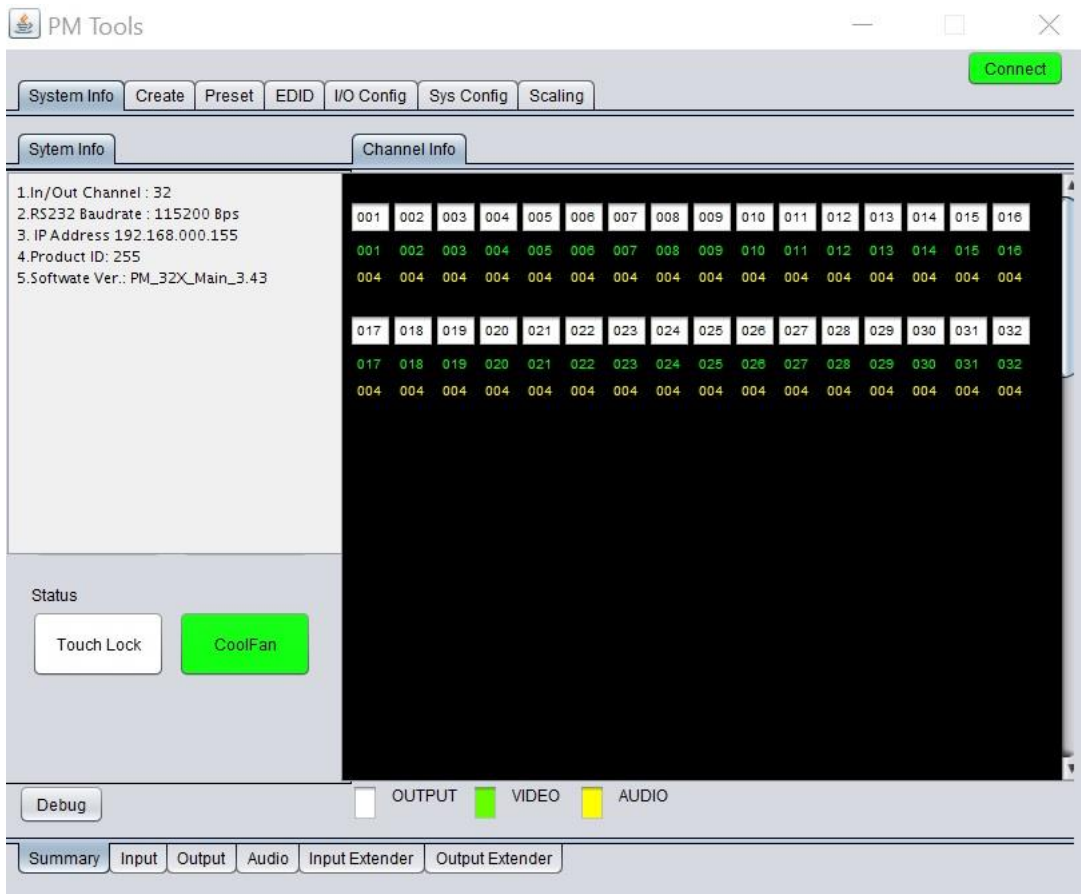 PM Tools
Connect
System Info Create Preset EDID I/O Config Sys Config Scaling
Sytem Info Channel Info
1.In/Out Channel : 32
2.RS232 Baudrate : 115200 Bps
3. IP Address 192.168.000.155
4.Product ID: 255
5.Softwate Ver.: PM_32X_Main_3.43
001 002 003 004 005 006 007 008 009 010 011 012 013 014 015 016
001 002 003 004 005 006 007 008 009 010 011 012 013 014 015 016
004 004 004 004 004 004 004 004 004 004 004 004 004 004 004 004
017 018 019 020 021 022 023 024 025 026 027 028 029 030 031 032
017 018 019 020 021 022 023 024 025 026 027 028 029 030 031 032
004 004 004 004 004 004 004 004 004 004 004 004 004 004 004 004
Status
Touch Lock CoolFan
OUTPUT VIDEO AUDIO
Debug
Summary Input Output Audio Input Extender Output Extender